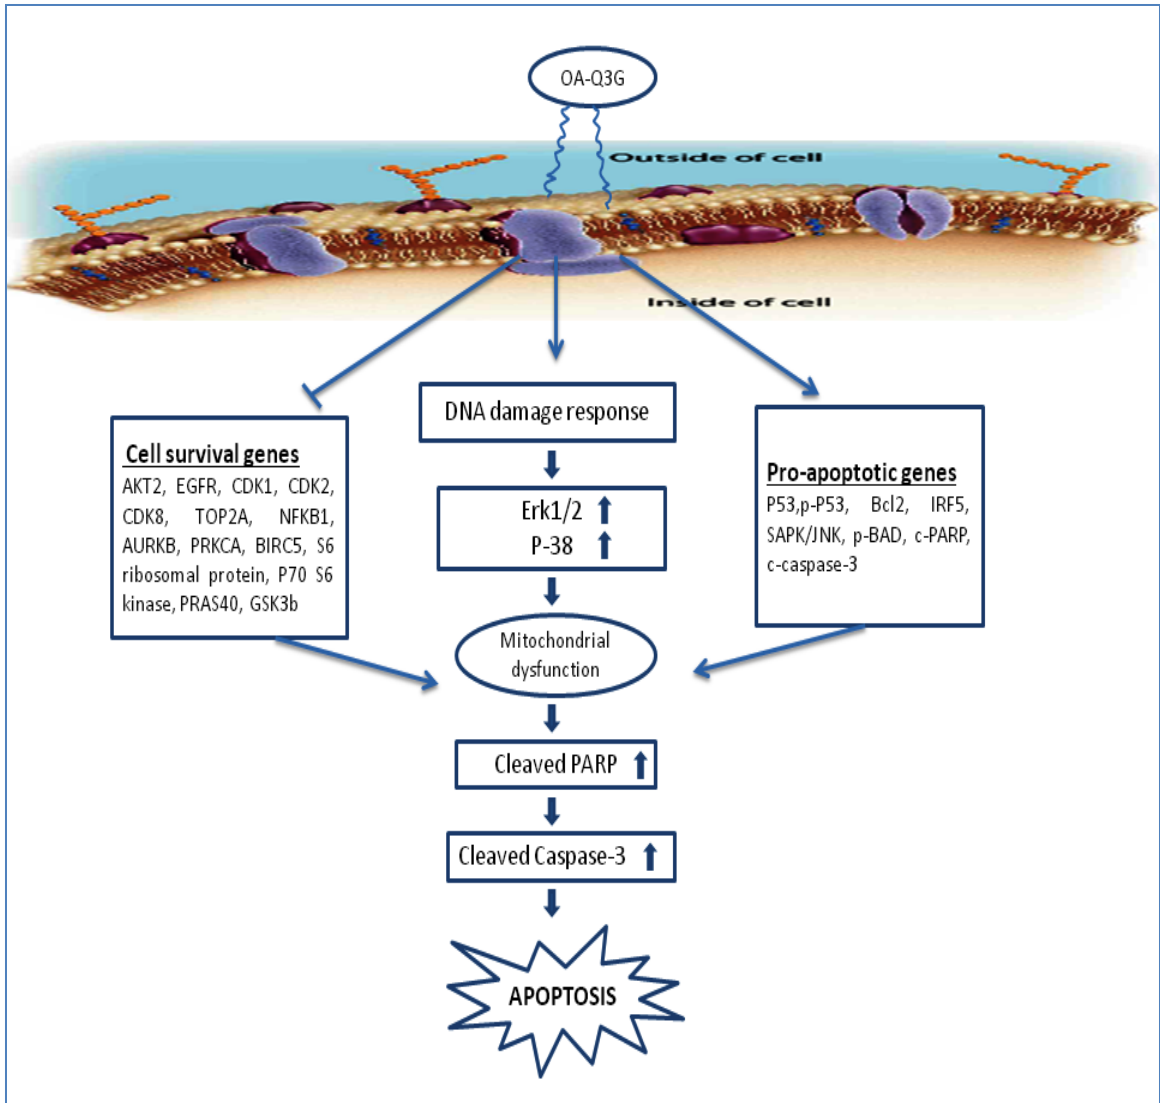 OA-Q3G
Outside of cell
Inside of cell
Cell survival genes
AKT2, EGFR, CDK1, CDK2,
CDK8, TOP2A, NFKB1,
AURKB, PRKCA, BIRC5, S6
ribosomal protein, P70 S6
kinase, PRAS40, GSK3b
DNA damage response
Erk1/2
P-38
Mitochondrial
dysfunction
Pro-apoptotic genes
P53,p-P53, Bcl2, IRF5,
SAPK/JNK, p-BAD, c-PARP,
c-caspase-3
Cleaved PARP
Cleaved Caspase-3
APOPTOSIS